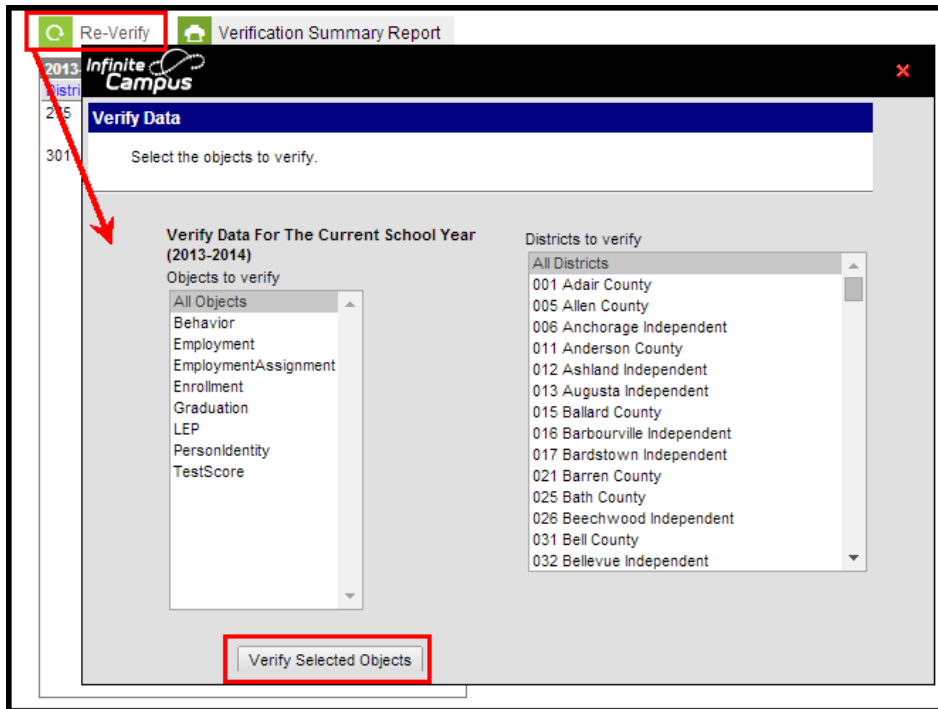 Re-Verify
Verification Summary Report
2013-
Infinite
Campus
Distri
275
Verify Data
301
Select the objects to verify.
Verify Data For The Current School Year
(2013-2014)
Objects to verify
All Objects
Behavior
Employment
EmploymentAssignment
Enrollment
Graduation
LEP
PersonIdentity
TestScore
Districts to verify
All Districts
001 Adair County
005 Allen County
006 Anchorage Independent
011 Anderson County
012 Ashland Independent
013 Augusta Independent
015 Ballard County
016 Barbourville Independent
017 Bardstown Independent
021 Barren County
025 Bath County
026 Beechwood Independent
031 Bell County
032 Bellevue Independent
Verify Selected Objects